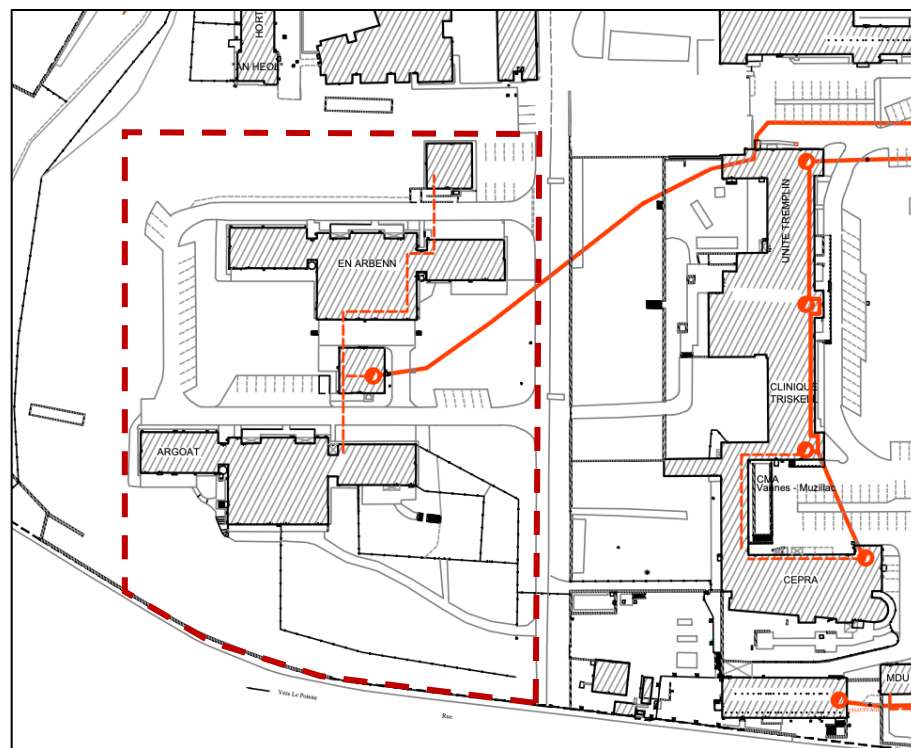 HORT
AN HEOL
UNITE TREMPLIN
EN ARBENN
CLINIQUE
TRISKELL
ARGOAT
CMA
Vannes - Muzillac
CEPRA
MDU
Vers Le Poteau
Rue
CHAUFFAGE